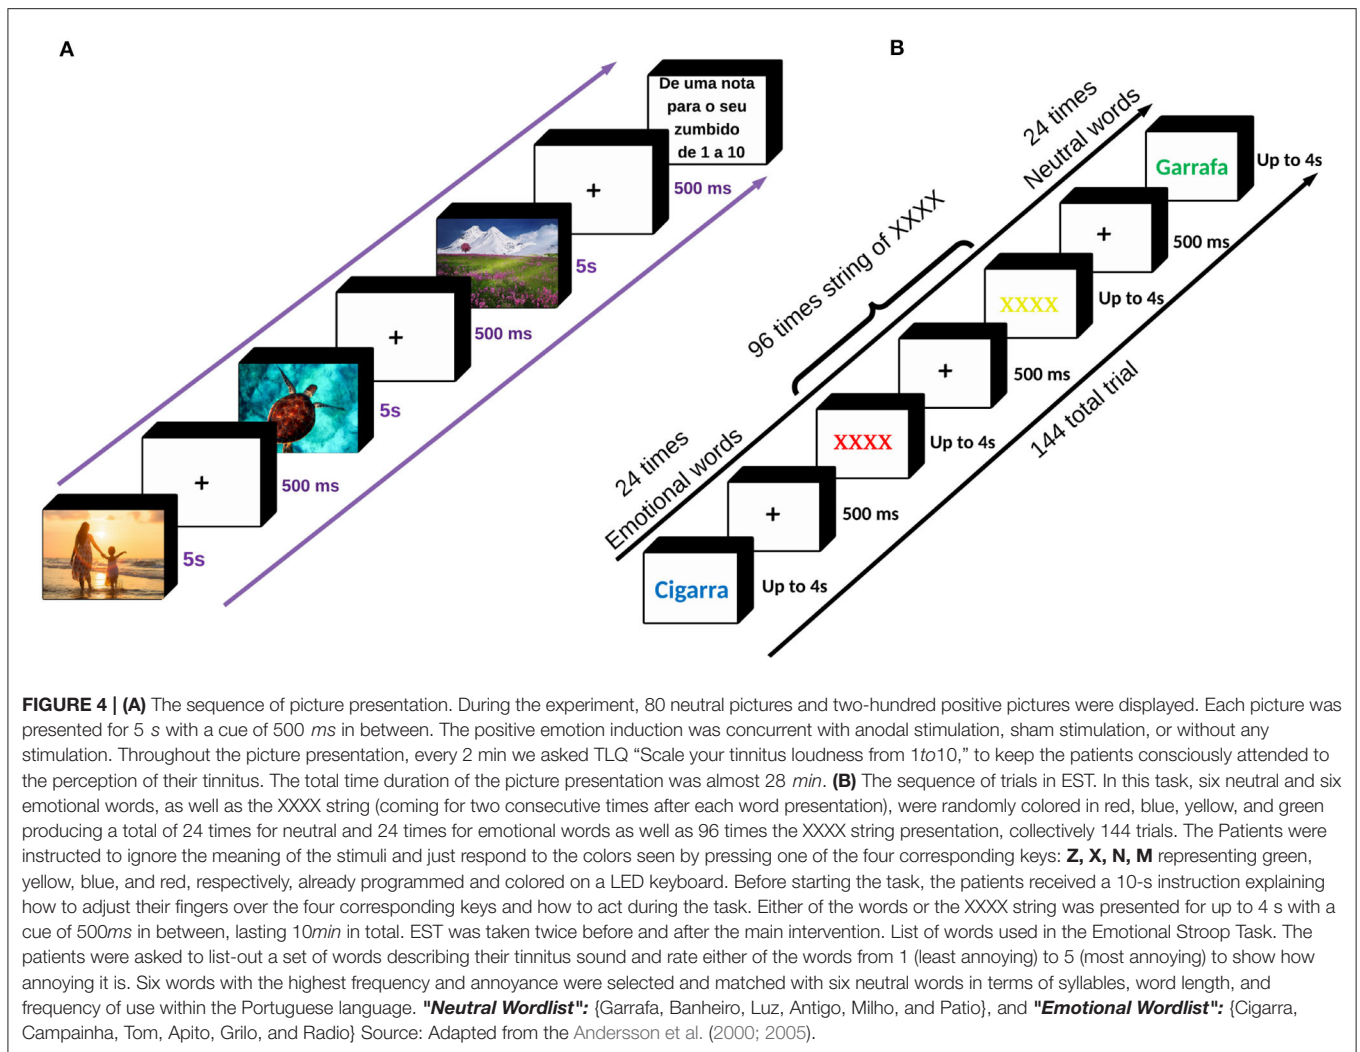 A
De uma nota
para o seu
zumbido
de 1 a 10
+
500 ms
5s
+
500 ms
5s
+
500 ms
5s
B
24 times
Neutral words
96 times string of XXXX
24 times
Emotional words
144 total trial
Garrafa
Up to 4s
+
500 ms
XXXX
Up to 4s
+
500 ms
XXXX
Up to 4s
+
500 ms
Cigarra
Up to 4s
FIGURE 4 | (A) The sequence of picture presentation. During the experiment, 80 neutral pictures and two-hundred positive pictures were displayed. Each picture was
presented for 5 s with a cue of 500 ms in between. The positive emotion induction was concurrent with anodal stimulation, sham stimulation, or without any
stimulation. Throughout the picture presentation, every 2 min we asked TLQ “Scale your tinnitus loudness from 1to10,” to keep the patients consciously attended to
the perception of their tinnitus. The total time duration of the picture presentation was almost 28 min. (B) The sequence of trials in EST. In this task, six neutral and six
emotional words, as well as the XXXX string (coming for two consecutive times after each word presentation), were randomly colored in red, blue, yellow, and green
producing a total of 24 times for neutral and 24 times for emotional words as well as 96 times the XXXX string presentation, collectively 144 trials. The Patients were
instructed to ignore the meaning of the stimuli and just respond to the colors seen by pressing one of the four corresponding keys: Z, X, N, M representing green,
yellow, blue, and red, respectively, already programmed and colored on a LED keyboard. Before starting the task, the patients received a 10-s instruction explaining
how to adjust their fingers over the four corresponding keys and how to act during the task. Either of the words or the XXXX string was presented for up to 4 s with a
cue of 500ms in between, lasting 10min in total. EST was taken twice before and after the main intervention. List of words used in the Emotional Stroop Task. The
patients were asked to list-out a set of words describing their tinnitus sound and rate either of the words from 1 (least annoying) to 5 (most annoying) to show how
annoying it is. Six words with the highest frequency and annoyance were selected and matched with six neutral words in terms of syllables, word length, and
frequency of use within the Portuguese language. "Neutral Wordlist": {Garrafa, Banheiro, Luz, Antigo, Milho, and Patio}, and "Emotional Wordlist": {Cigarra,
Campainha, Tom, Apito, Grilo, and Radio} Source: Adapted from the Andersson et al. (2000; 2005).